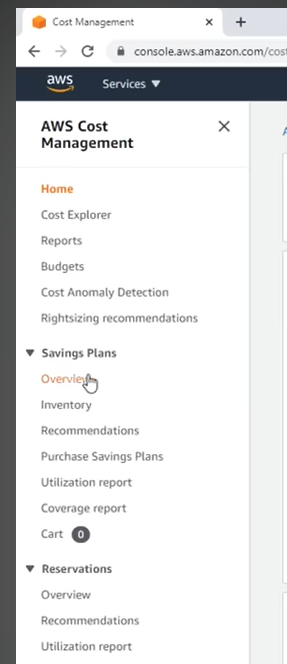 Cost Management
console.aws.amazon.com/cost
aws
Services
AWS Cost
Management
Home
Cost Explorer
Reports
Budgets
Cost Anomaly Detection
Rightsizing recommendations
Savings Plans
Overview
Inventory
Recommendations
Purchase Savings Plans
Utilization report
Coverage report
Cart 0
Reservations
Overview
Recommendations
Utilization report